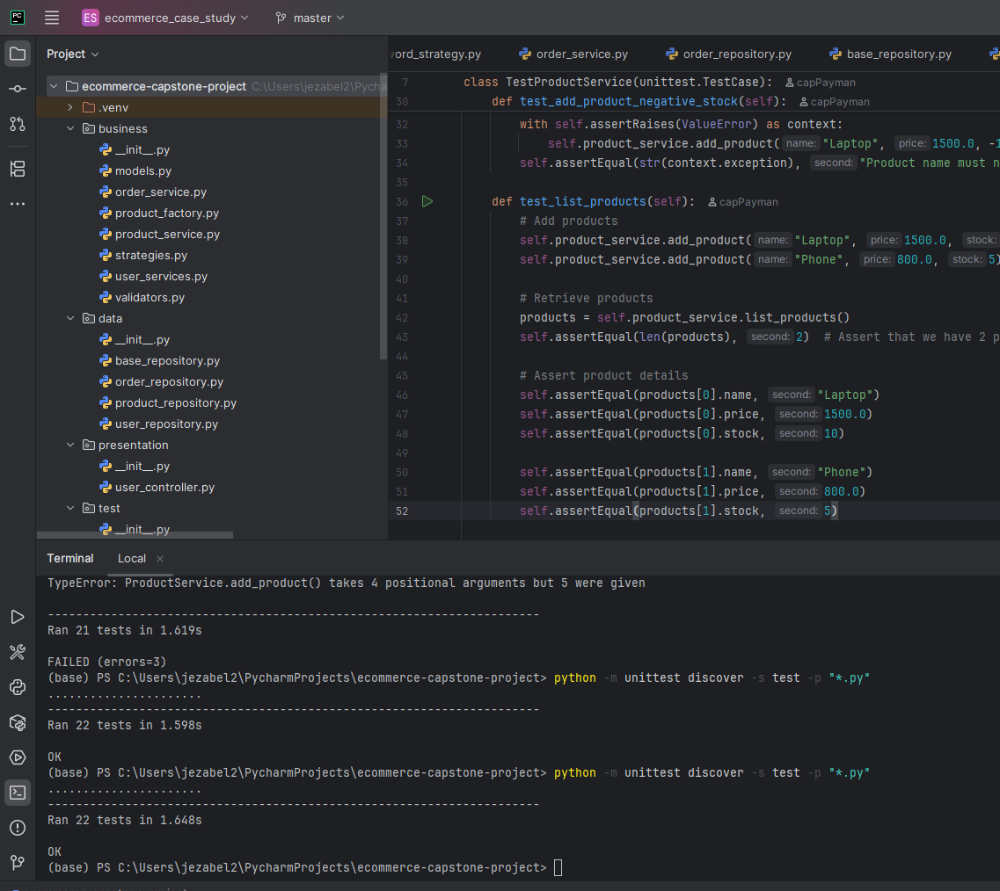 PC
ES ecommerce_case_study master
Project
ecommerce-capstone-project C:\Users\jezabel2\Pycha
.venv
business
__init__.py
models.py
order_service.py
product_factory.py
product_service.py
strategies.py
user_services.py
validators.py
data
__init__.py
base_repository.py
order_repository.py
product_repository.py
user_repository.py
presentation
__init__.py
user_controller.py
test
__init__.py
ord_strategy.py order_service.py order_repository.py base_repository.py
7 class TestProductService(unittest.TestCase): capPayman
30 def test_add_product_negative_stock(self): capPayman
32 with self.assertRaises(ValueError) as context:
33 self.product_service.add_product( name: "Laptop", price: 1500.0, -1
34 self.assertEqual(str(context.exception), second: "Product name must n
35
36 def test_list_products(self): capPayman
37 # Add products
38 self.product_service.add_product( name: "Laptop", price: 1500.0, stock:
39 self.product_service.add_product( name: "Phone", price: 800.0, stock: 5)
40
41 # Retrieve products
42 products = self.product_service.list_products()
43 self.assertEqual(len(products), second: 2) # Assert that we have 2 p
44
45 # Assert product details
46 self.assertEqual(products[0].name, second: "Laptop")
47 self.assertEqual(products[0].price, second: 1500.0)
48 self.assertEqual(products[0].stock, second: 10)
49
50 self.assertEqual(products[1].name, second: "Phone")
51 self.assertEqual(products[1].price, second: 800.0)
52 self.assertEqual(products[1].stock, second: 5)
Terminal Local ×
TypeError: ProductService.add_product() takes 4 positional arguments but 5 were given
----------------------------------------------------------------------
Ran 21 tests in 1.619s
FAILED (errors=3)
(base) PS C:\Users\jezabel2\PycharmProjects\ecommerce-capstone-project> python -m unittest discover -s test -p "*.py"
......................
----------------------------------------------------------------------
Ran 22 tests in 1.598s
OK
(base) PS C:\Users\jezabel2\PycharmProjects\ecommerce-capstone-project> python -m unittest discover -s test -p "*.py"
......................
----------------------------------------------------------------------
Ran 22 tests in 1.648s
OK
(base) PS C:\Users\jezabel2\PycharmProjects\ecommerce-capstone-project>